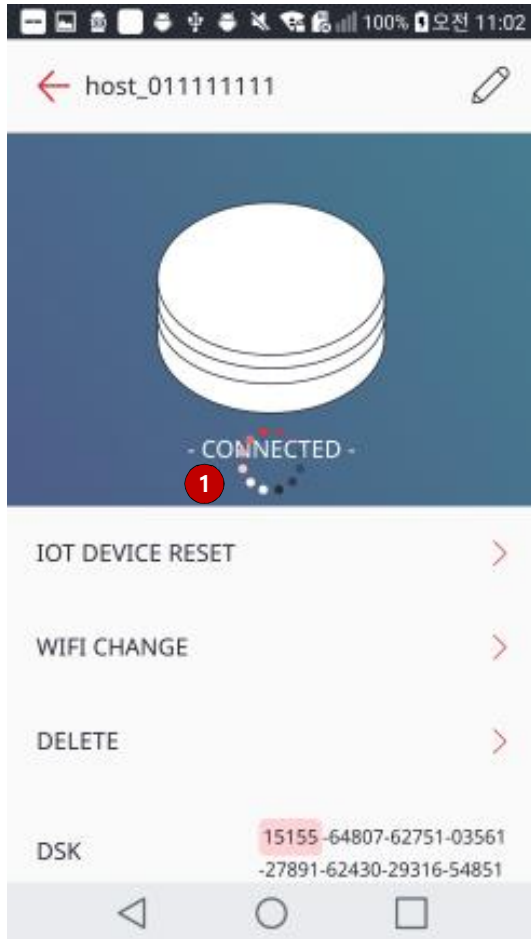 100% 오전 11:02
host_011111111
- CONNECTED -
1
IOT DEVICE RESET
WIFI CHANGE
DELETE
DSK
15155-64807-62751-03561
-27891-62430-29316-54851